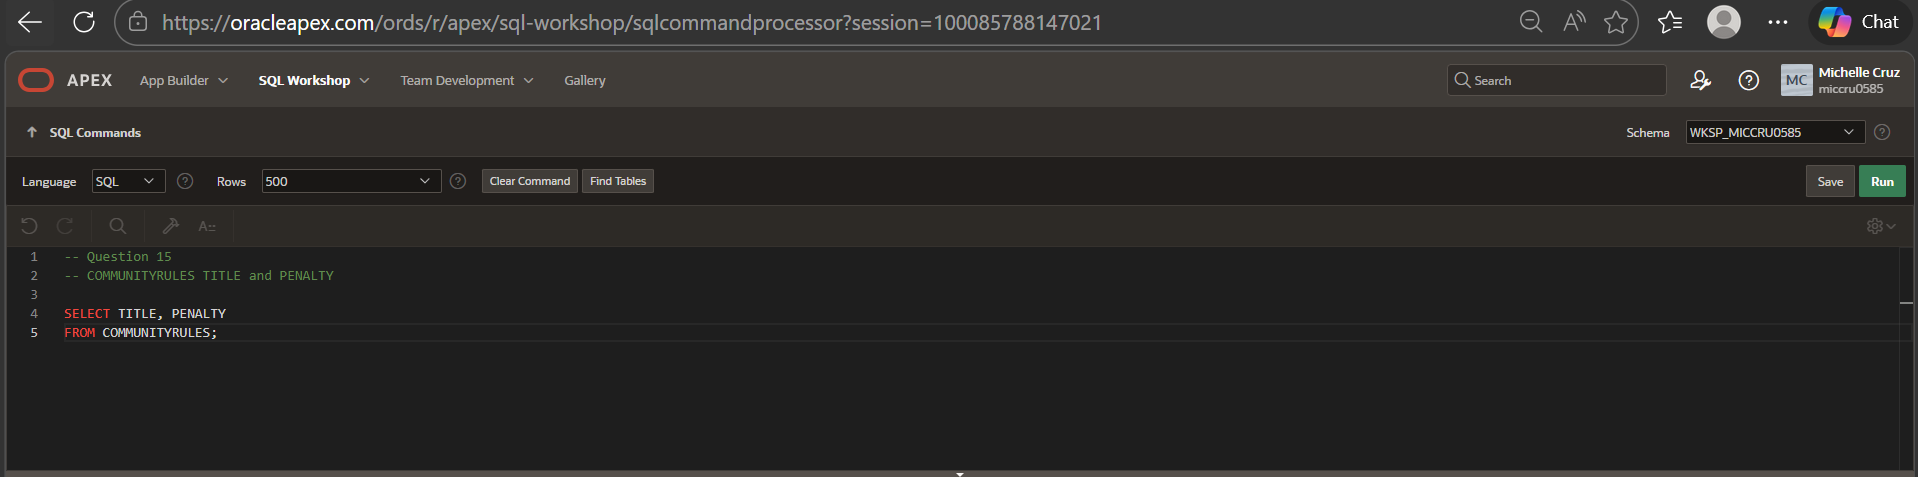 https://oracleapex.com/ords/r/apex/sql-workshop/sqlcommandprocessor?session=100085788147021 Chat
APEX App Builder SQL Workshop Team Development Gallery Search MC Michelle Cruz
miccru0585
SQL Commands Schema WKSP_MICCRU0585
Language SQL Rows 500 Clear Command Find Tables Save Run
A
1 -- Question 15
2 -- COMMUNITYRULES TITLE and PENALTY
3
4 SELECT TITLE, PENALTY
5 FROM COMMUNITYRULES;